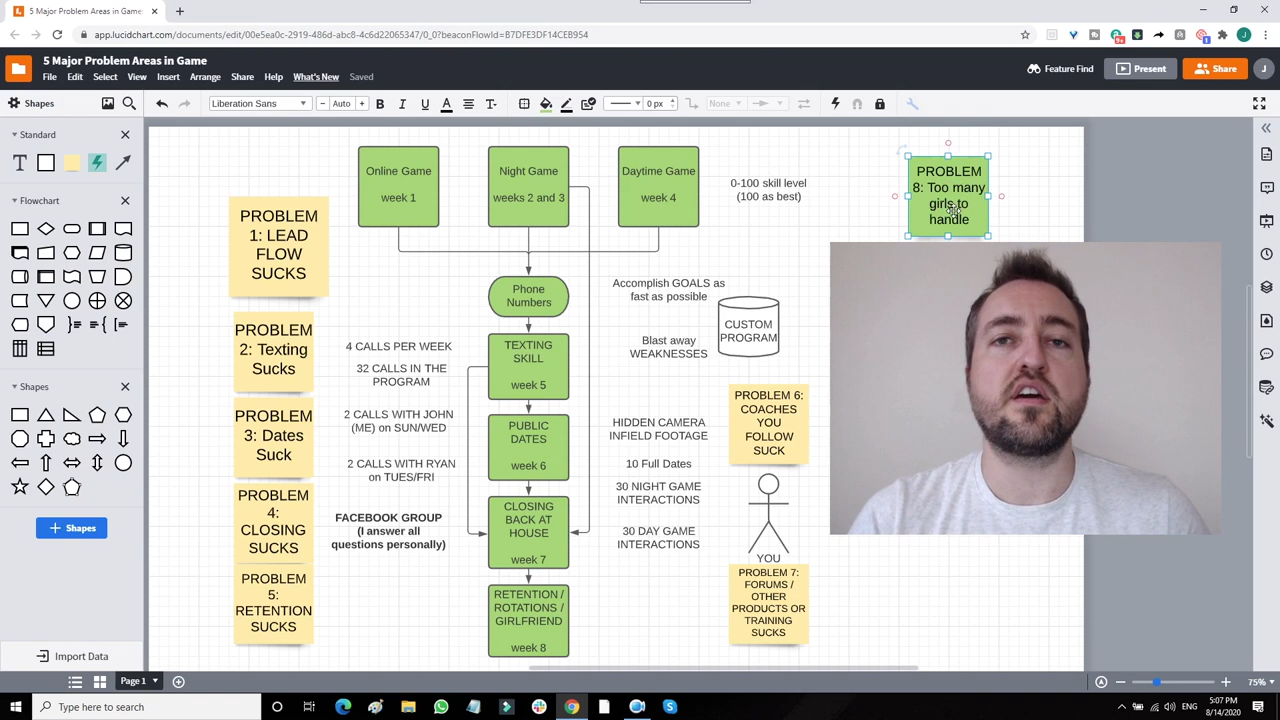 5 Major Problem Areas in Game
app.lucidchart.com/documents/edit/00e5ea0c-2919-486d-abc8-4c6d22065347/0_0?beaconFlowId=B7DFE3DF14CEB954
5 Major Problem Areas in Game
File Edit Select View Insert Arrange Share Help What's New Saved
Feature Find
Present
Share
J
Shapes
Liberation Sans
Auto
0 px
None
Standard
Flowchart
Shapes
Shapes
Import Data
Online Game
week 1
Night Game
weeks 2 and 3
Daytime Game
week 4
0-100 skill level
(100 as best)
PROBLEM
8: Too many
girls to
handle
PROBLEM
1: LEAD
FLOW
SUCKS
Phone
Numbers
Accomplish GOALS as
fast as possible
CUSTOM
PROGRAM
Blast away
WEAKNESSES
PROBLEM
2: Texting
Sucks
4 CALLS PER WEEK
32 CALLS IN THE
PROGRAM
TEXTING
SKILL
week 5
PROBLEM
3: Dates
Suck
2 CALLS WITH JOHN
(ME) on SUN/WED
2 CALLS WITH RYAN
on TUES/FRI
PUBLIC
DATES
week 6
HIDDEN CAMERA
INFIELD FOOTAGE
10 Full Dates
PROBLEM 6:
COACHES
YOU
FOLLOW
SUCK
PROBLEM
4:
CLOSING
SUCKS
FACEBOOK GROUP
(I answer all
questions personally)
CLOSING
BACK AT
HOUSE
week 7
30 NIGHT GAME
INTERACTIONS
30 DAY GAME
INTERACTIONS
YOU
PROBLEM
5:
RETENTION
SUCKS
RETENTION /
ROTATIONS /
GIRLFRIEND
week 8
PROBLEM 7:
FORUMS /
OTHER
PRODUCTS OR
TRAINING
SUCKS
Page 1
75%
Type here to search
5:07 PM
8/14/2020